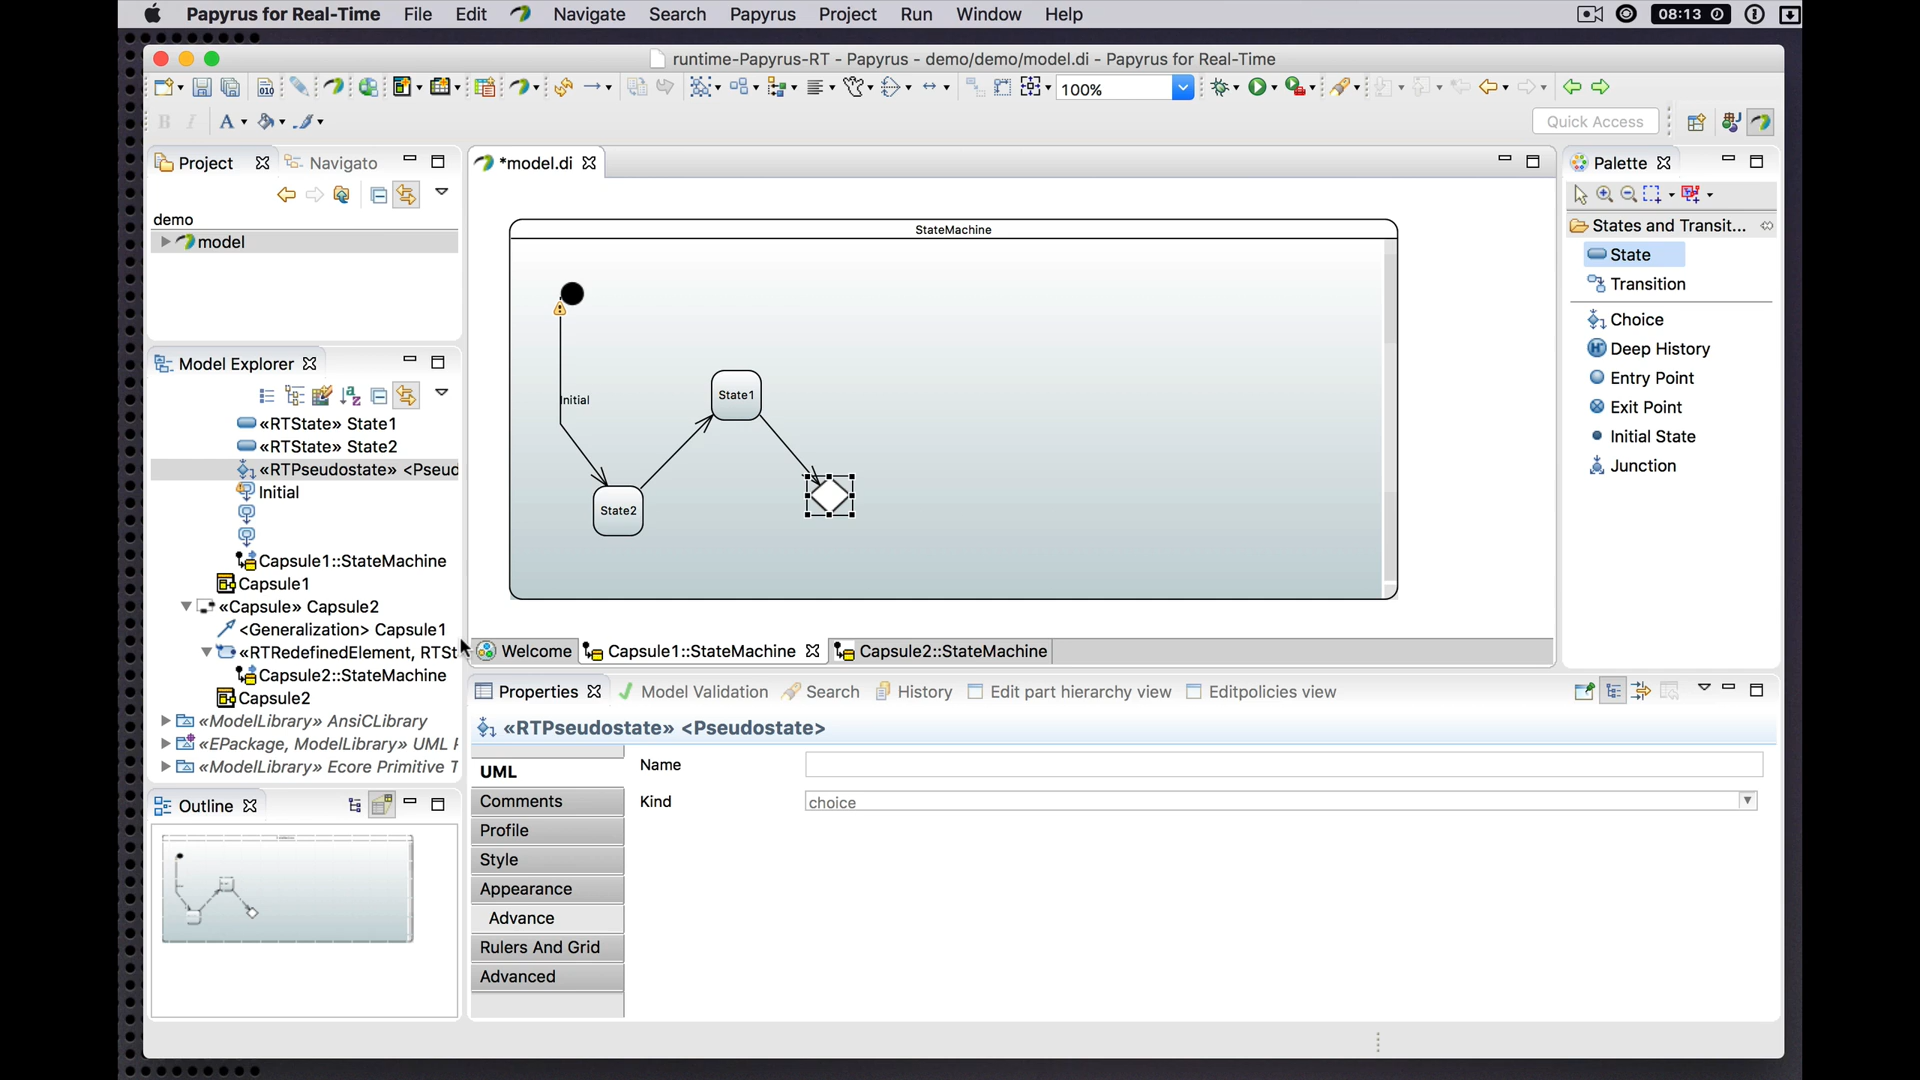 Papyrus for Real-Time File Edit Navigate Search Papyrus Project Run Window Help 08:13
runtime-Papyrus-RT - Papyrus - demo/demo/model.di - Papyrus for Real-Time
100%
B I A Quick Access
Project Navigato
demo
model
*model.di
StateMachine
Initial
State1
State2
Palette
States and Transit...
State
Transition
Choice
Deep History
Entry Point
Exit Point
Initial State
Junction
Model Explorer
«RTState» State1
«RTState» State2
«RTPseudostate» <Pseud
Initial
Capsule1::StateMachine
Capsule1
«Capsule» Capsule2
<Generalization> Capsule1
«RTRedefinedElement, RTSt
Capsule2::StateMachine
Capsule2
«ModelLibrary» AnsiCLibrary
«EPackage, ModelLibrary» UML
«ModelLibrary» Ecore Primitive T
Outline
Welcome Capsule1::StateMachine Capsule2::StateMachine
Properties Model Validation Search History Edit part hierarchy view Editpolicies view
«RTPseudostate» <Pseudostate>
UML
Comments
Profile
Style
Appearance
Advance
Rulers And Grid
Advanced
Name
Kind choice